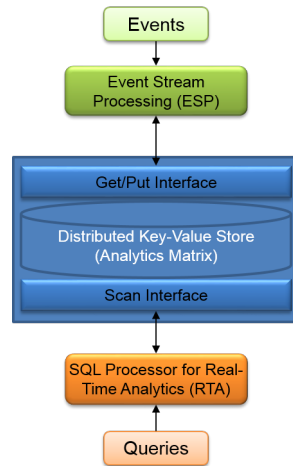 Events
Event Stream
Processing (ESP)
Get/Put Interface
Distributed Key-Value Store
(Analytics Matrix)
Scan Interface
SQL Processor for Real-
Time Analytics (RTA)
Queries